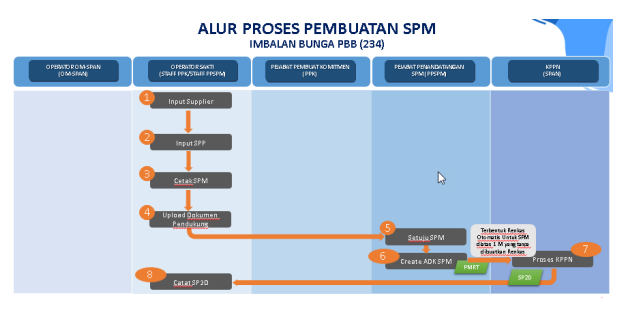 ALUR PROSES PEMBUATAN SPM
IMBALAN BUNGA PBB (234)
OPERATOR OM-SPAN
(OM-SPAN)
OPERATOR SAKTI
(STAFF PPK/STAFF PPSPM)
PEJABAT PEMBUAT KOMITMEN
(PPK)
PEJABAT PENANDATANGAN
SPM (PPSPM)
KPPN
(SPAN)
1
Input Supplier
2
Input SPP
3
Cetak SPM
4
Upload Dokumen
Pendukung
5
Setuju SPM
6
Create ADK SPM
PMRT
Terbentuk Renkas
Otomatis Untuk SPM
diatas 1 M yang tanpa
dibuatkan Renkas
7
Proses KPPN
SP2D
8
Catat SP2D